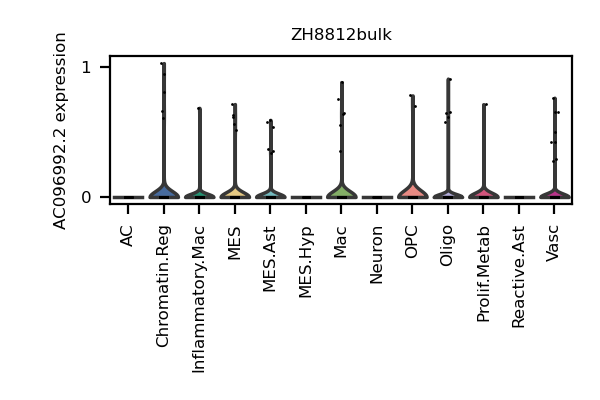 ZH8812bulk
AC096992.2 expression
1
0
AC
Chromatin.Reg
Inflammatory.Mac
MES
MES.Ast
MES.Hyp
Mac
Neuron
OPC
Oligo
Prolif.Metab
Reactive.Ast
Vasc